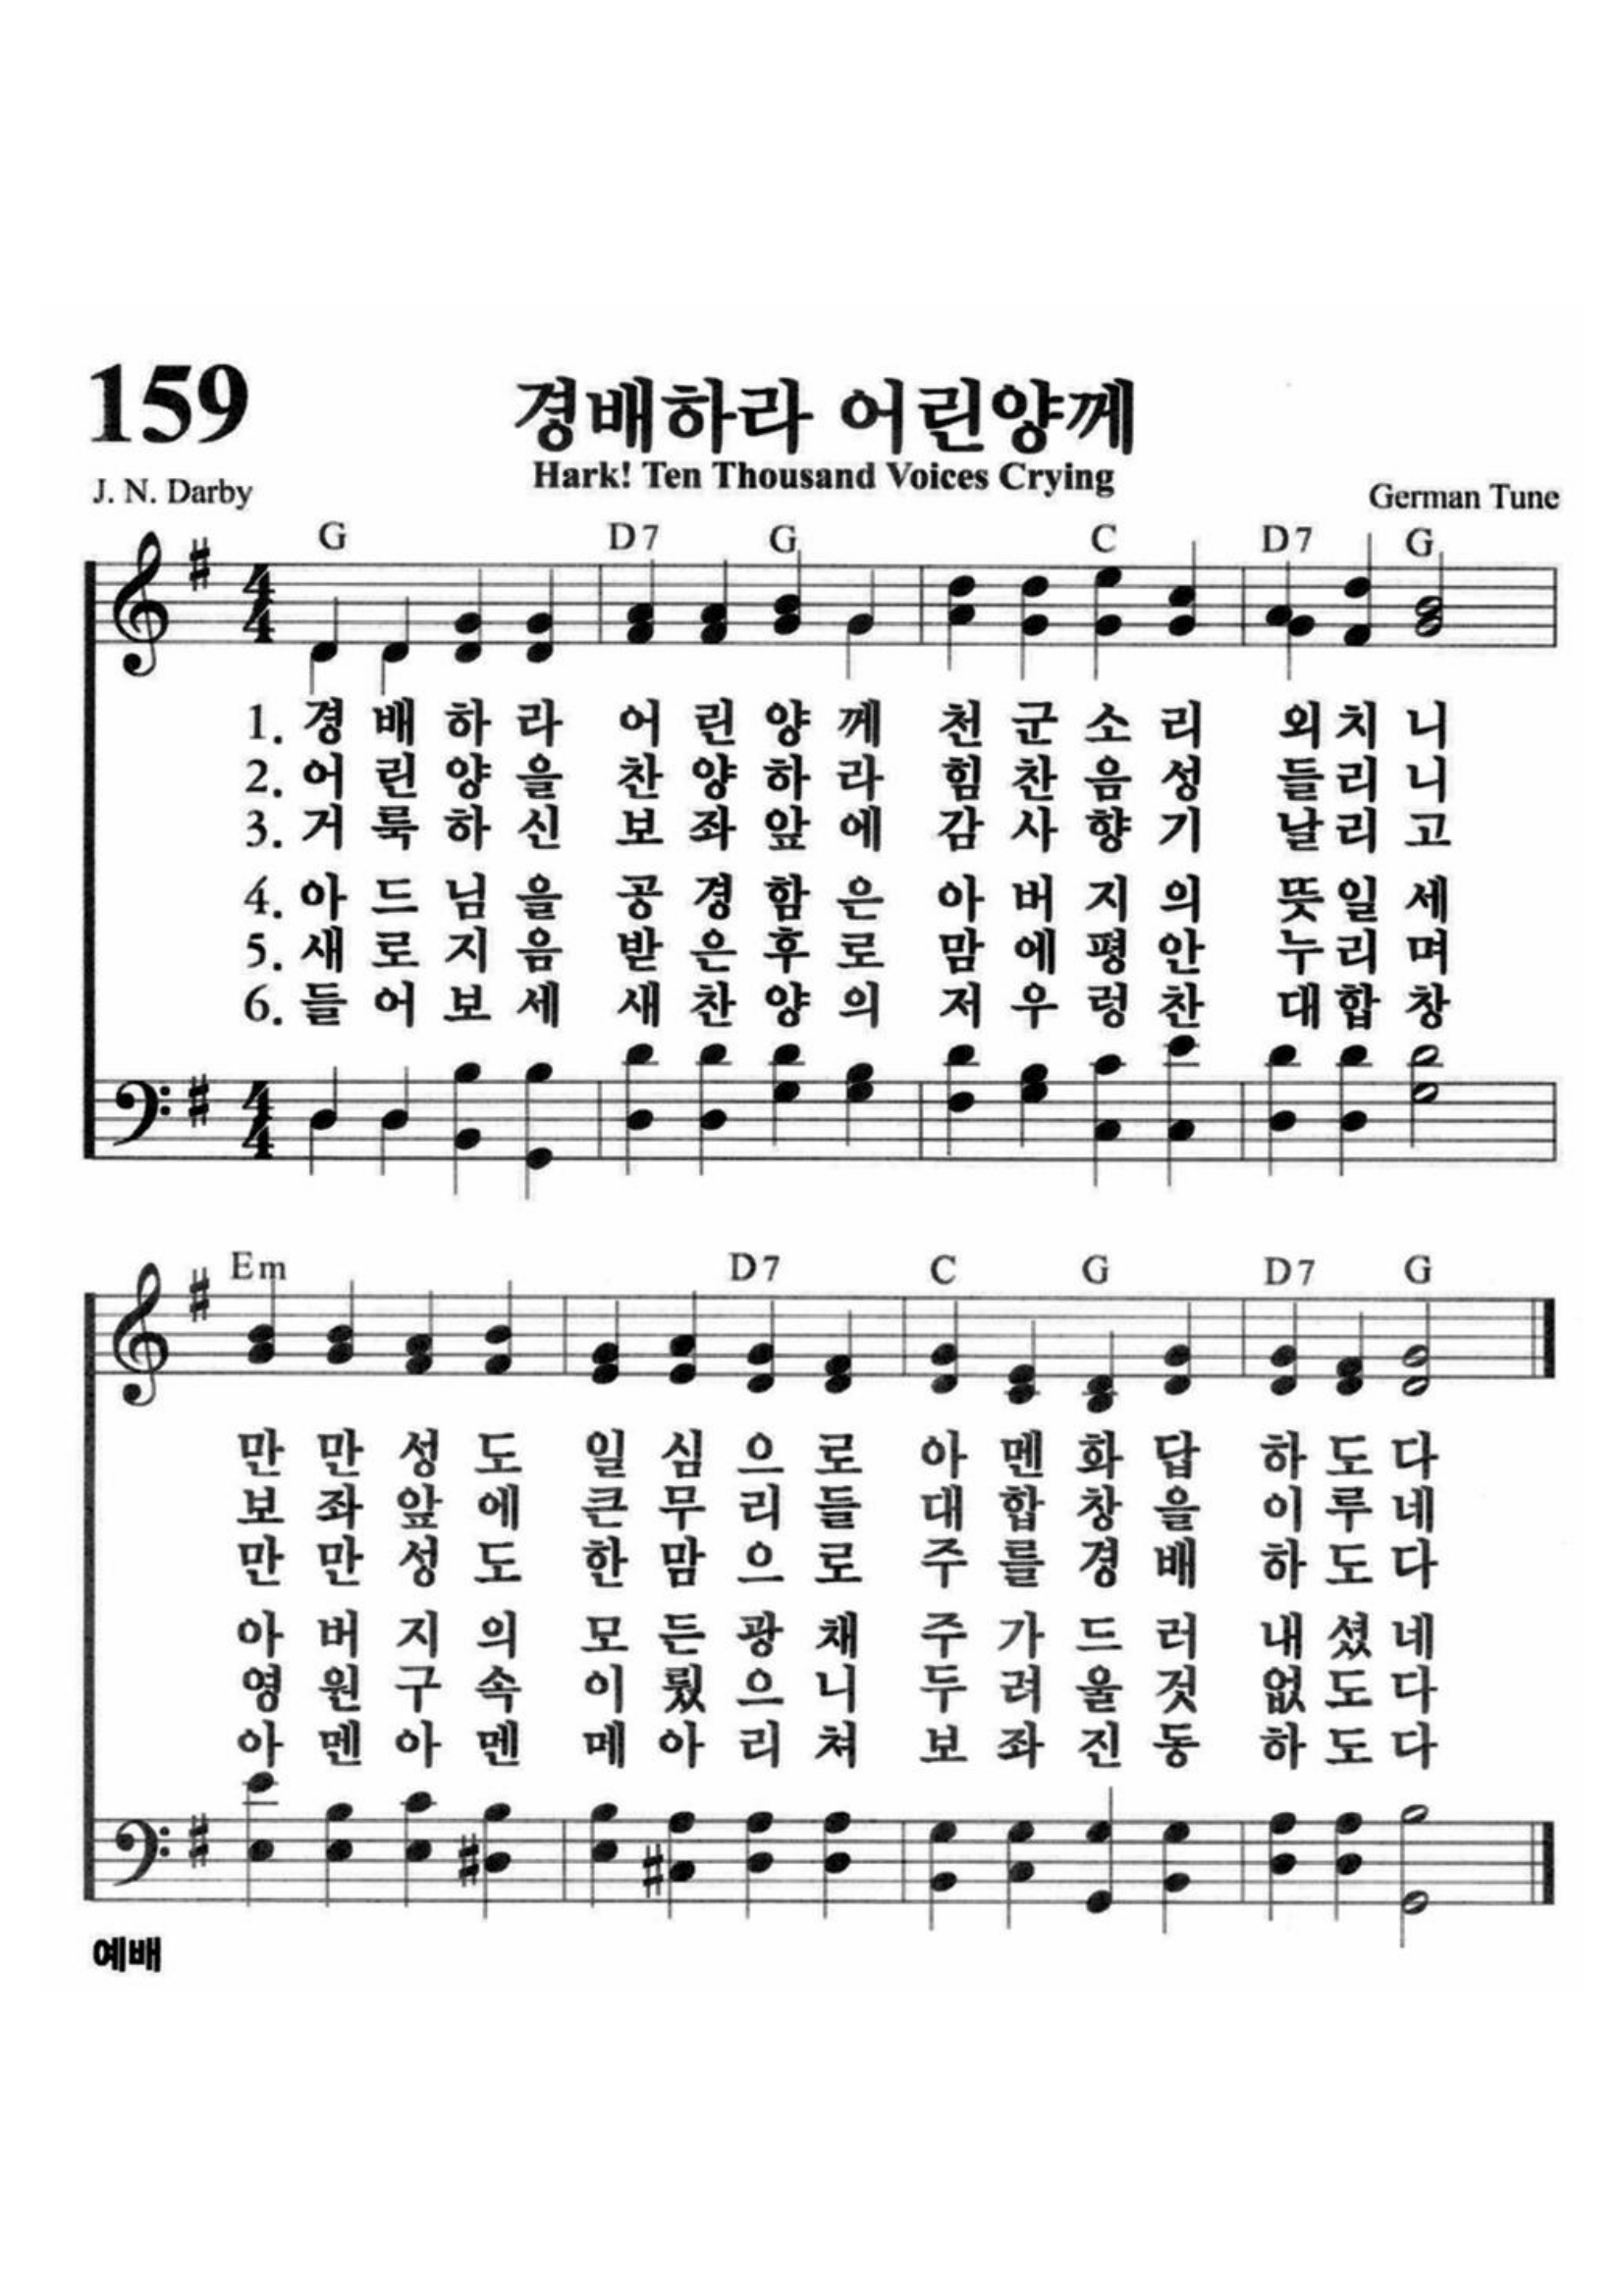 159
경배하라 어린양께
Hark! Ten Thousand Voices Crying
J. N. Darby
German Tune
G D7 G C D7 G
4 4
1. 경 배 하 라 어 린 양 께 천 군 소 리 외 치 니
2. 어 린 양 을 찬 양 하 라 힘 찬 음 성 들 리 니
3. 거 룩 하 신 보 좌 앞 에 감 사 향 기 날 리 고
4. 아 드 님 을 공 경 함 은 아 버 지 의 뜻 일 세
5. 새 로 지 음 받 은 후 로 맘 에 평 안 누 리 며
6. 들 어 보 세 새 찬 양 의 저 우 렁 찬 대 합 창
4 4
Em D7 C G D7 G
만 만 성 도 일 심 으 로 아 멘 화 답 하 도 다
보 좌 앞 에 큰 무 리 들 대 합 창 을 이 루 네
만 만 성 도 한 맘 으 로 주 를 경 배 하 도 다
아 버 지 의 모 든 광 채 주 가 드 러 내 셨 네
영 원 구 속 이 뤘 으 니 두 려 울 것 없 도 다
아 멘 아 멘 메 아 리 쳐 보 좌 진 동 하 도 다
예배